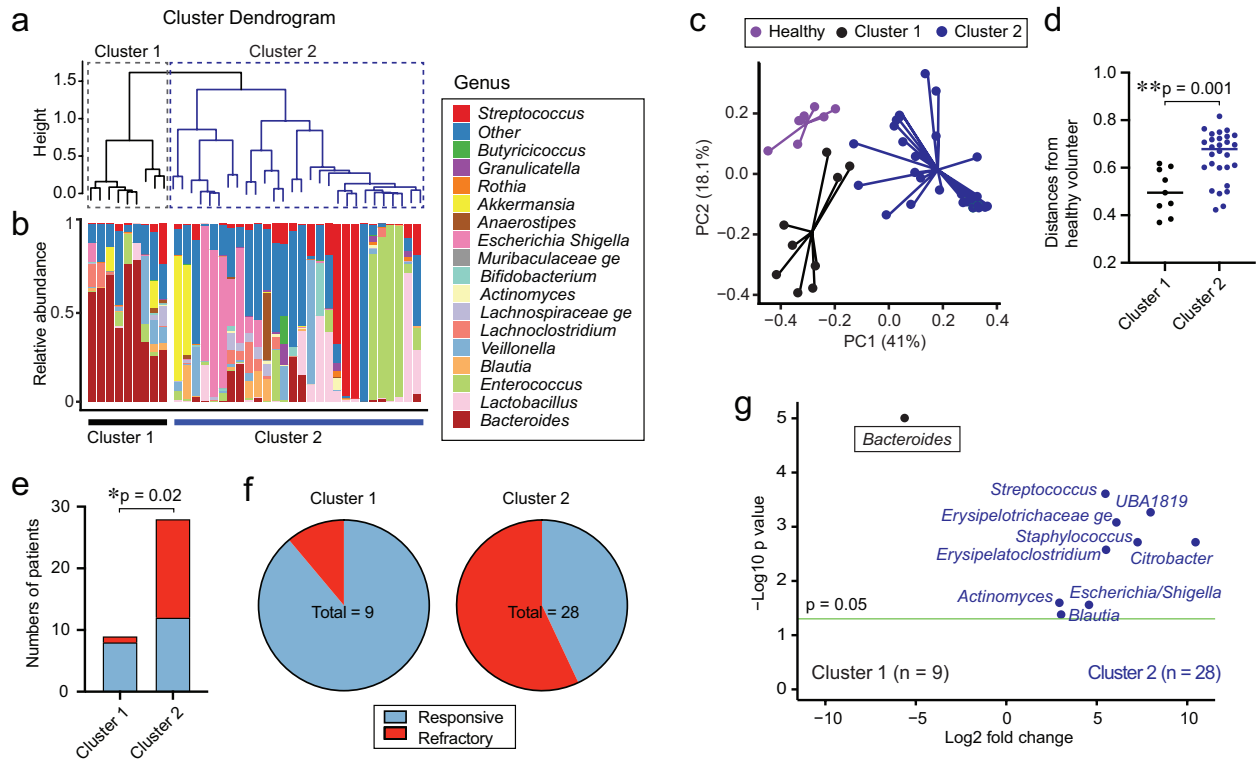 a
Cluster Dendrogram
Cluster 1
Cluster 2
Height
1.5
1.0
0.5
0.0
b
Relative abundance
1
0.5
0
Cluster 1
Cluster 2
Genus
Streptococcus
Other
Butyricicoccus
Granulicatella
Rothia
Akkermansia
Anaerostipes
Escherichia Shigella
Muribaculaceae ge
Bifidobacterium
Actinomyces
Lachnospiraceae ge
Lachnoclostridium
Veillonella
Blautia
Enterococcus
Lactobacillus
Bacteroides
c
Healthy
Cluster 1
Cluster 2
PC2 (18.1%)
0.2
0.0
−0.2
−0.4
−0.4
−0.2
0.0
0.2
0.4
PC1 (41%)
d
Distances from
healthy volunteer
1.0
0.8
0.6
0.4
0.2
**p = 0.001
Cluster 1
Cluster 2
e
Numbers of patients
30
20
10
0
*p = 0.02
Cluster 1
Cluster 2
f
Cluster 1
Cluster 2
Total = 9
Total = 28
Responsive
Refractory
g
−Log10 p value
5
4
3
2
1
0
Bacteroides
Streptococcus
UBA1819
Erysipelotrichaceae ge
Staphylococcus
Erysipelatoclostridium
Citrobacter
Actinomyces
Escherichia/Shigella
Blautia
p = 0.05
Cluster 1 (n = 9)
Cluster 2 (n = 28)
−10
−5
0
5
10
Log2 fold change